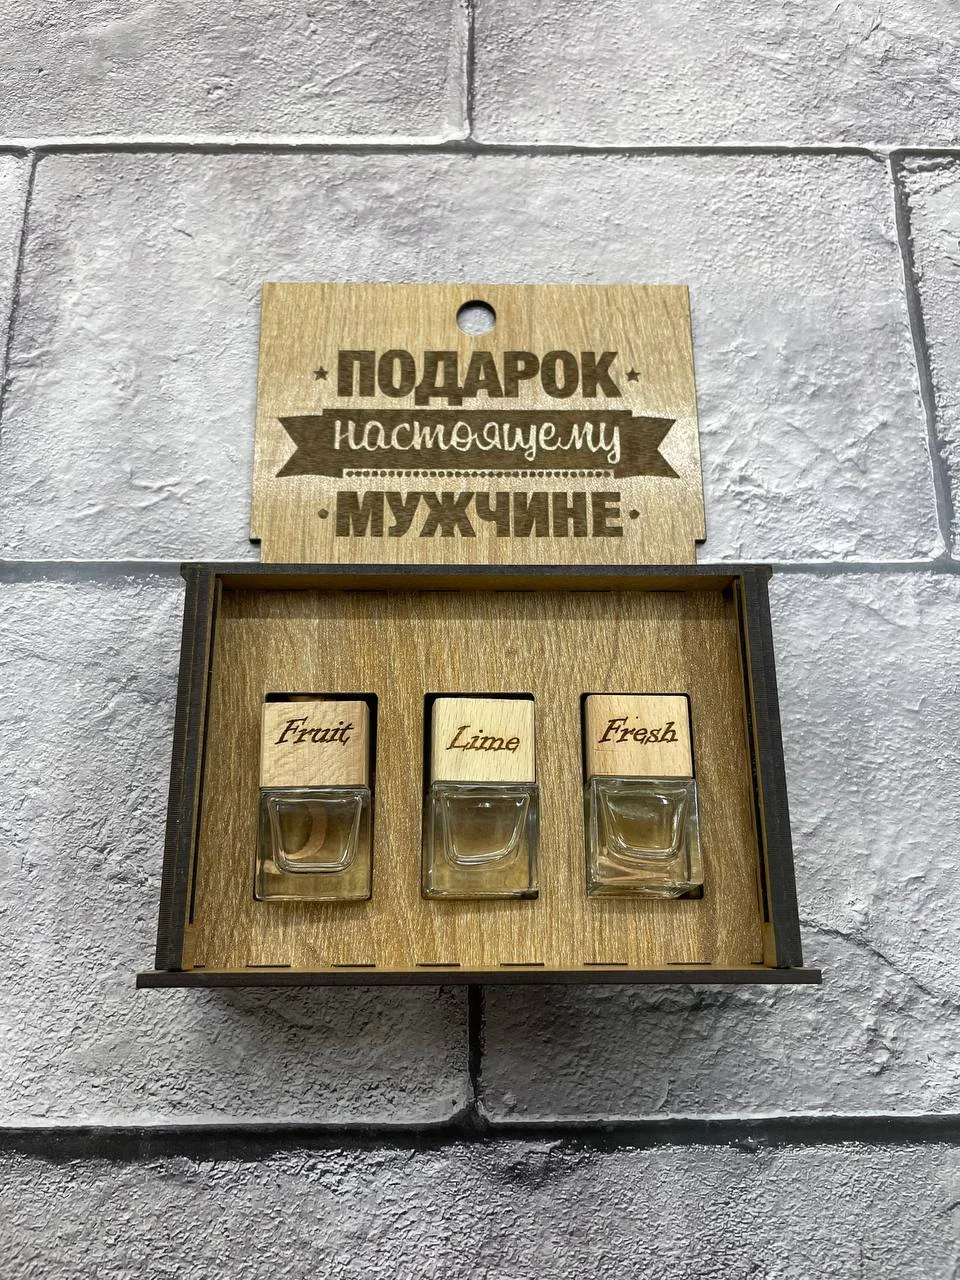 ПОДАРОК
настоящему
МУЖЧИНЕ
Fruit
Lime
Fresh